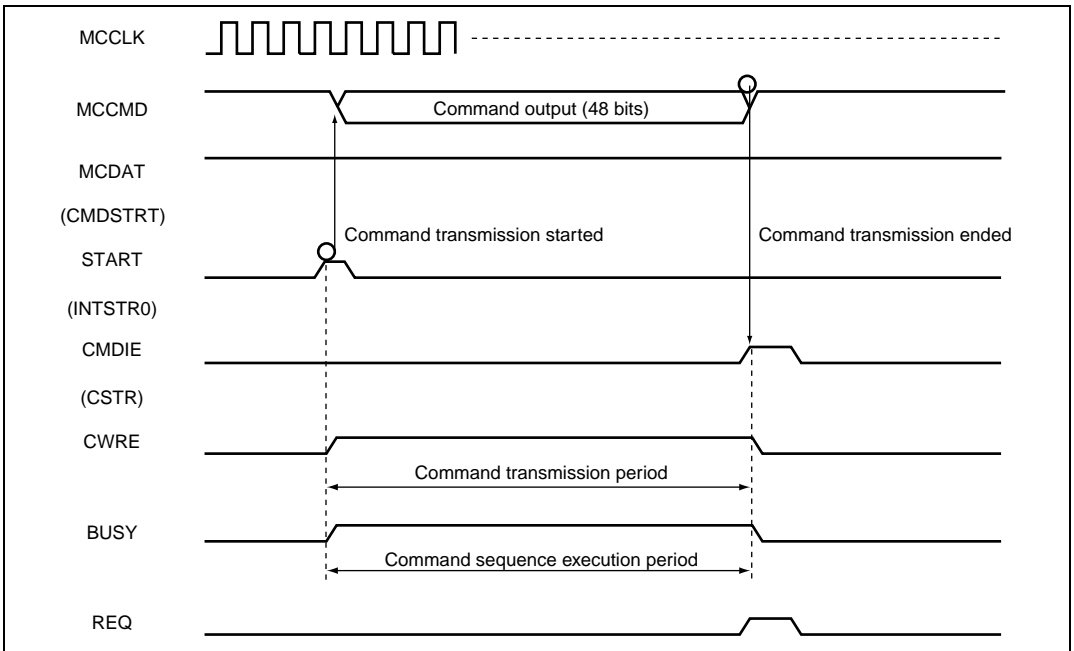 MCCLK
MCCMD
Command output (48 bits)
MCDAT
(CMDSTRT)
Command transmission started
Command transmission ended
START
(INTSTR0)
CMDIE
(CSTR)
CWRE
Command transmission period
BUSY
Command sequence execution period
REQ